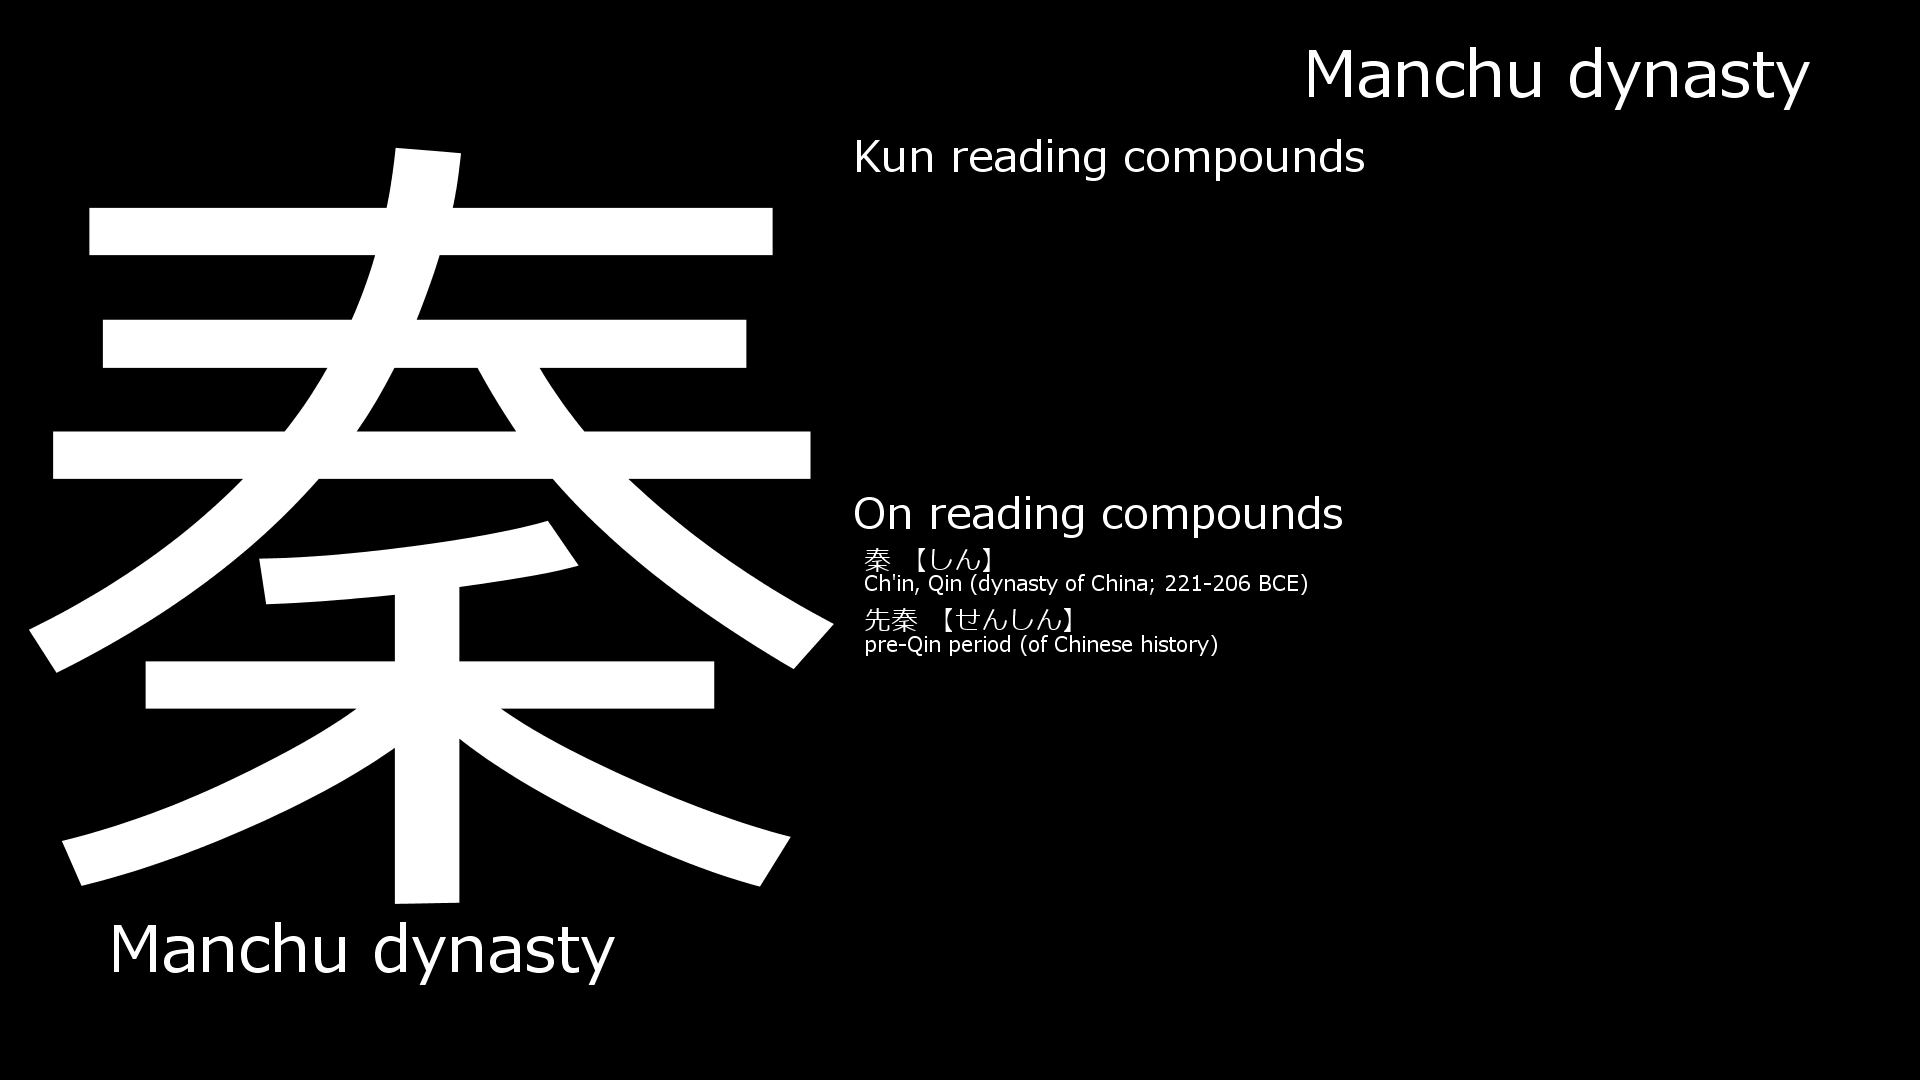 Manchu dynasty
秦
Kun reading compounds
On reading compounds
秦 【しん】
Ch'in, Qin (dynasty of China; 221-206 BCE)
先秦 【せんしん】
pre-Qin period (of Chinese history)
Manchu dynasty